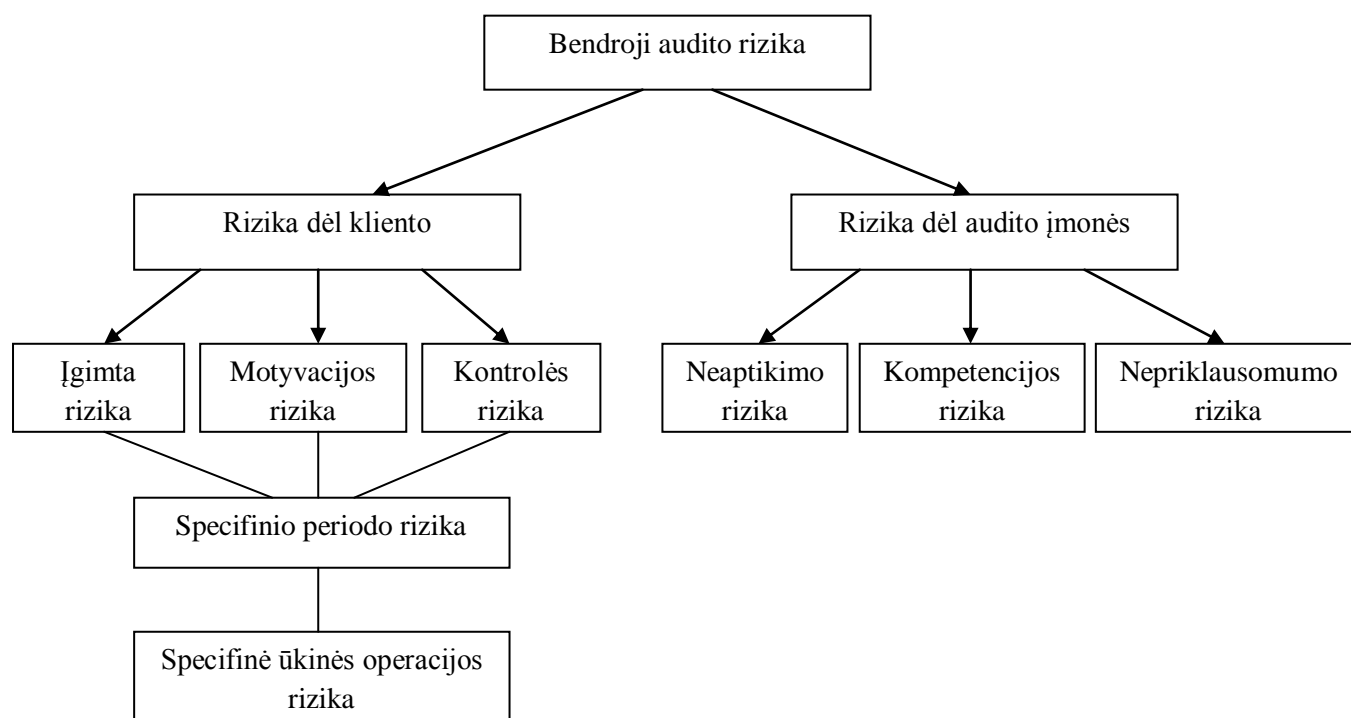 Bendroji audito rizika
Rizika dėl kliento
Rizika dėl audito įmonės
Įgimta
rizika
Motyvacijos
rizika
Kontrolės
rizika
Neaptikimo
rizika
Kompetencijos
rizika
Nepriklausomumo
rizika
Specifinio periodo rizika
Specifinė ūkinės operacijos
rizika